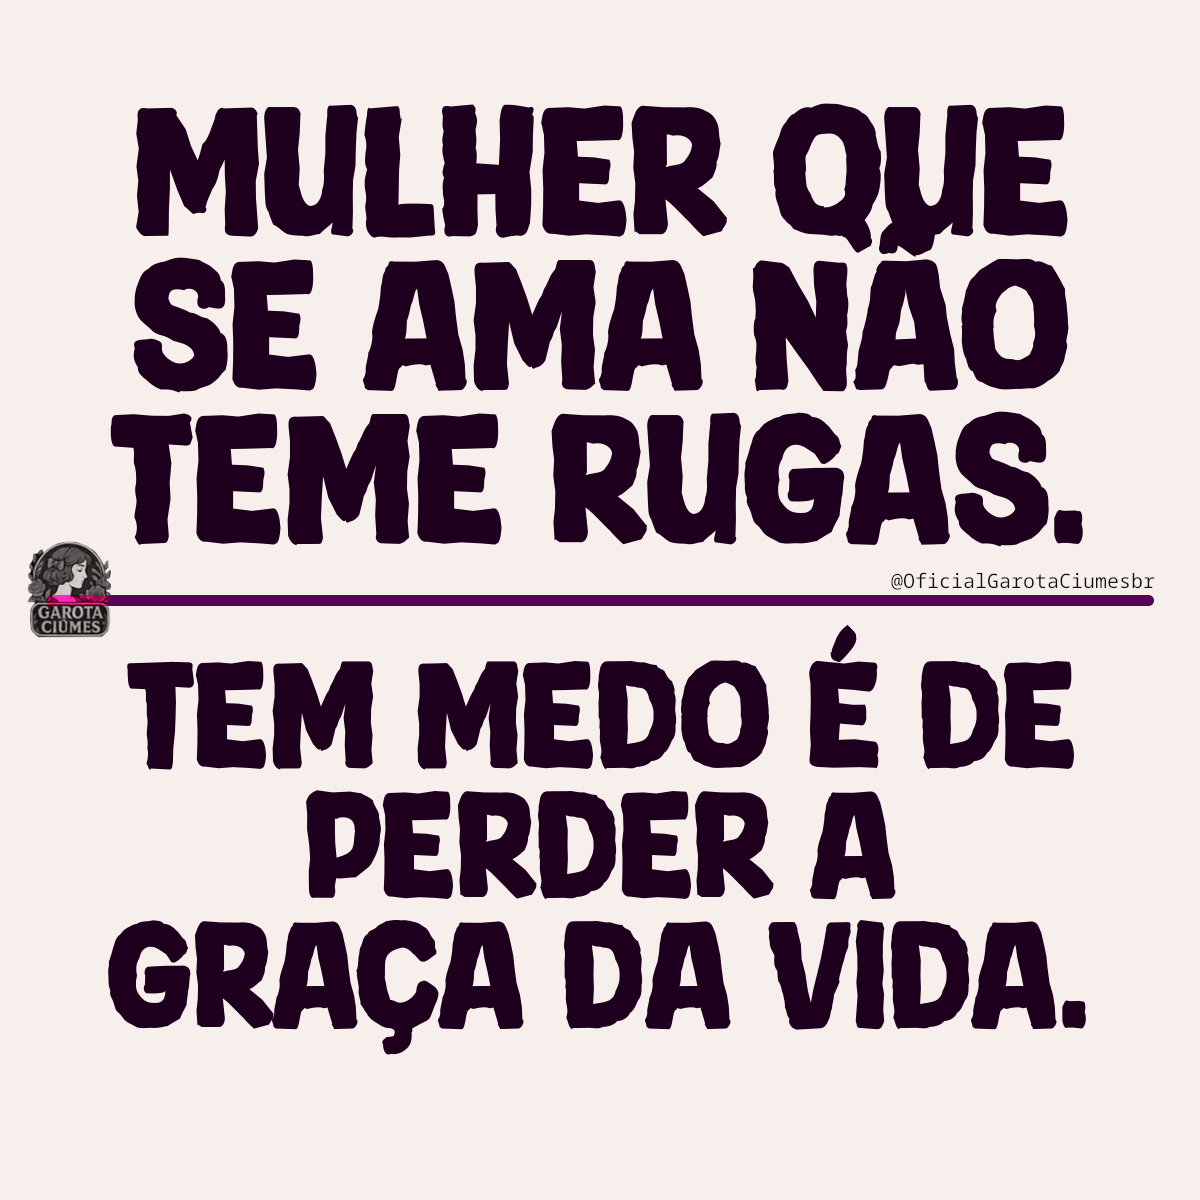 MULHER QUE
SE AMA NÃO
TEME RUGAS.
@OficialGarotaCiumesbr
GAROTA
CIÚMES
TEM MEDO É DE
PERDER A
GRAÇA DA VIDA.